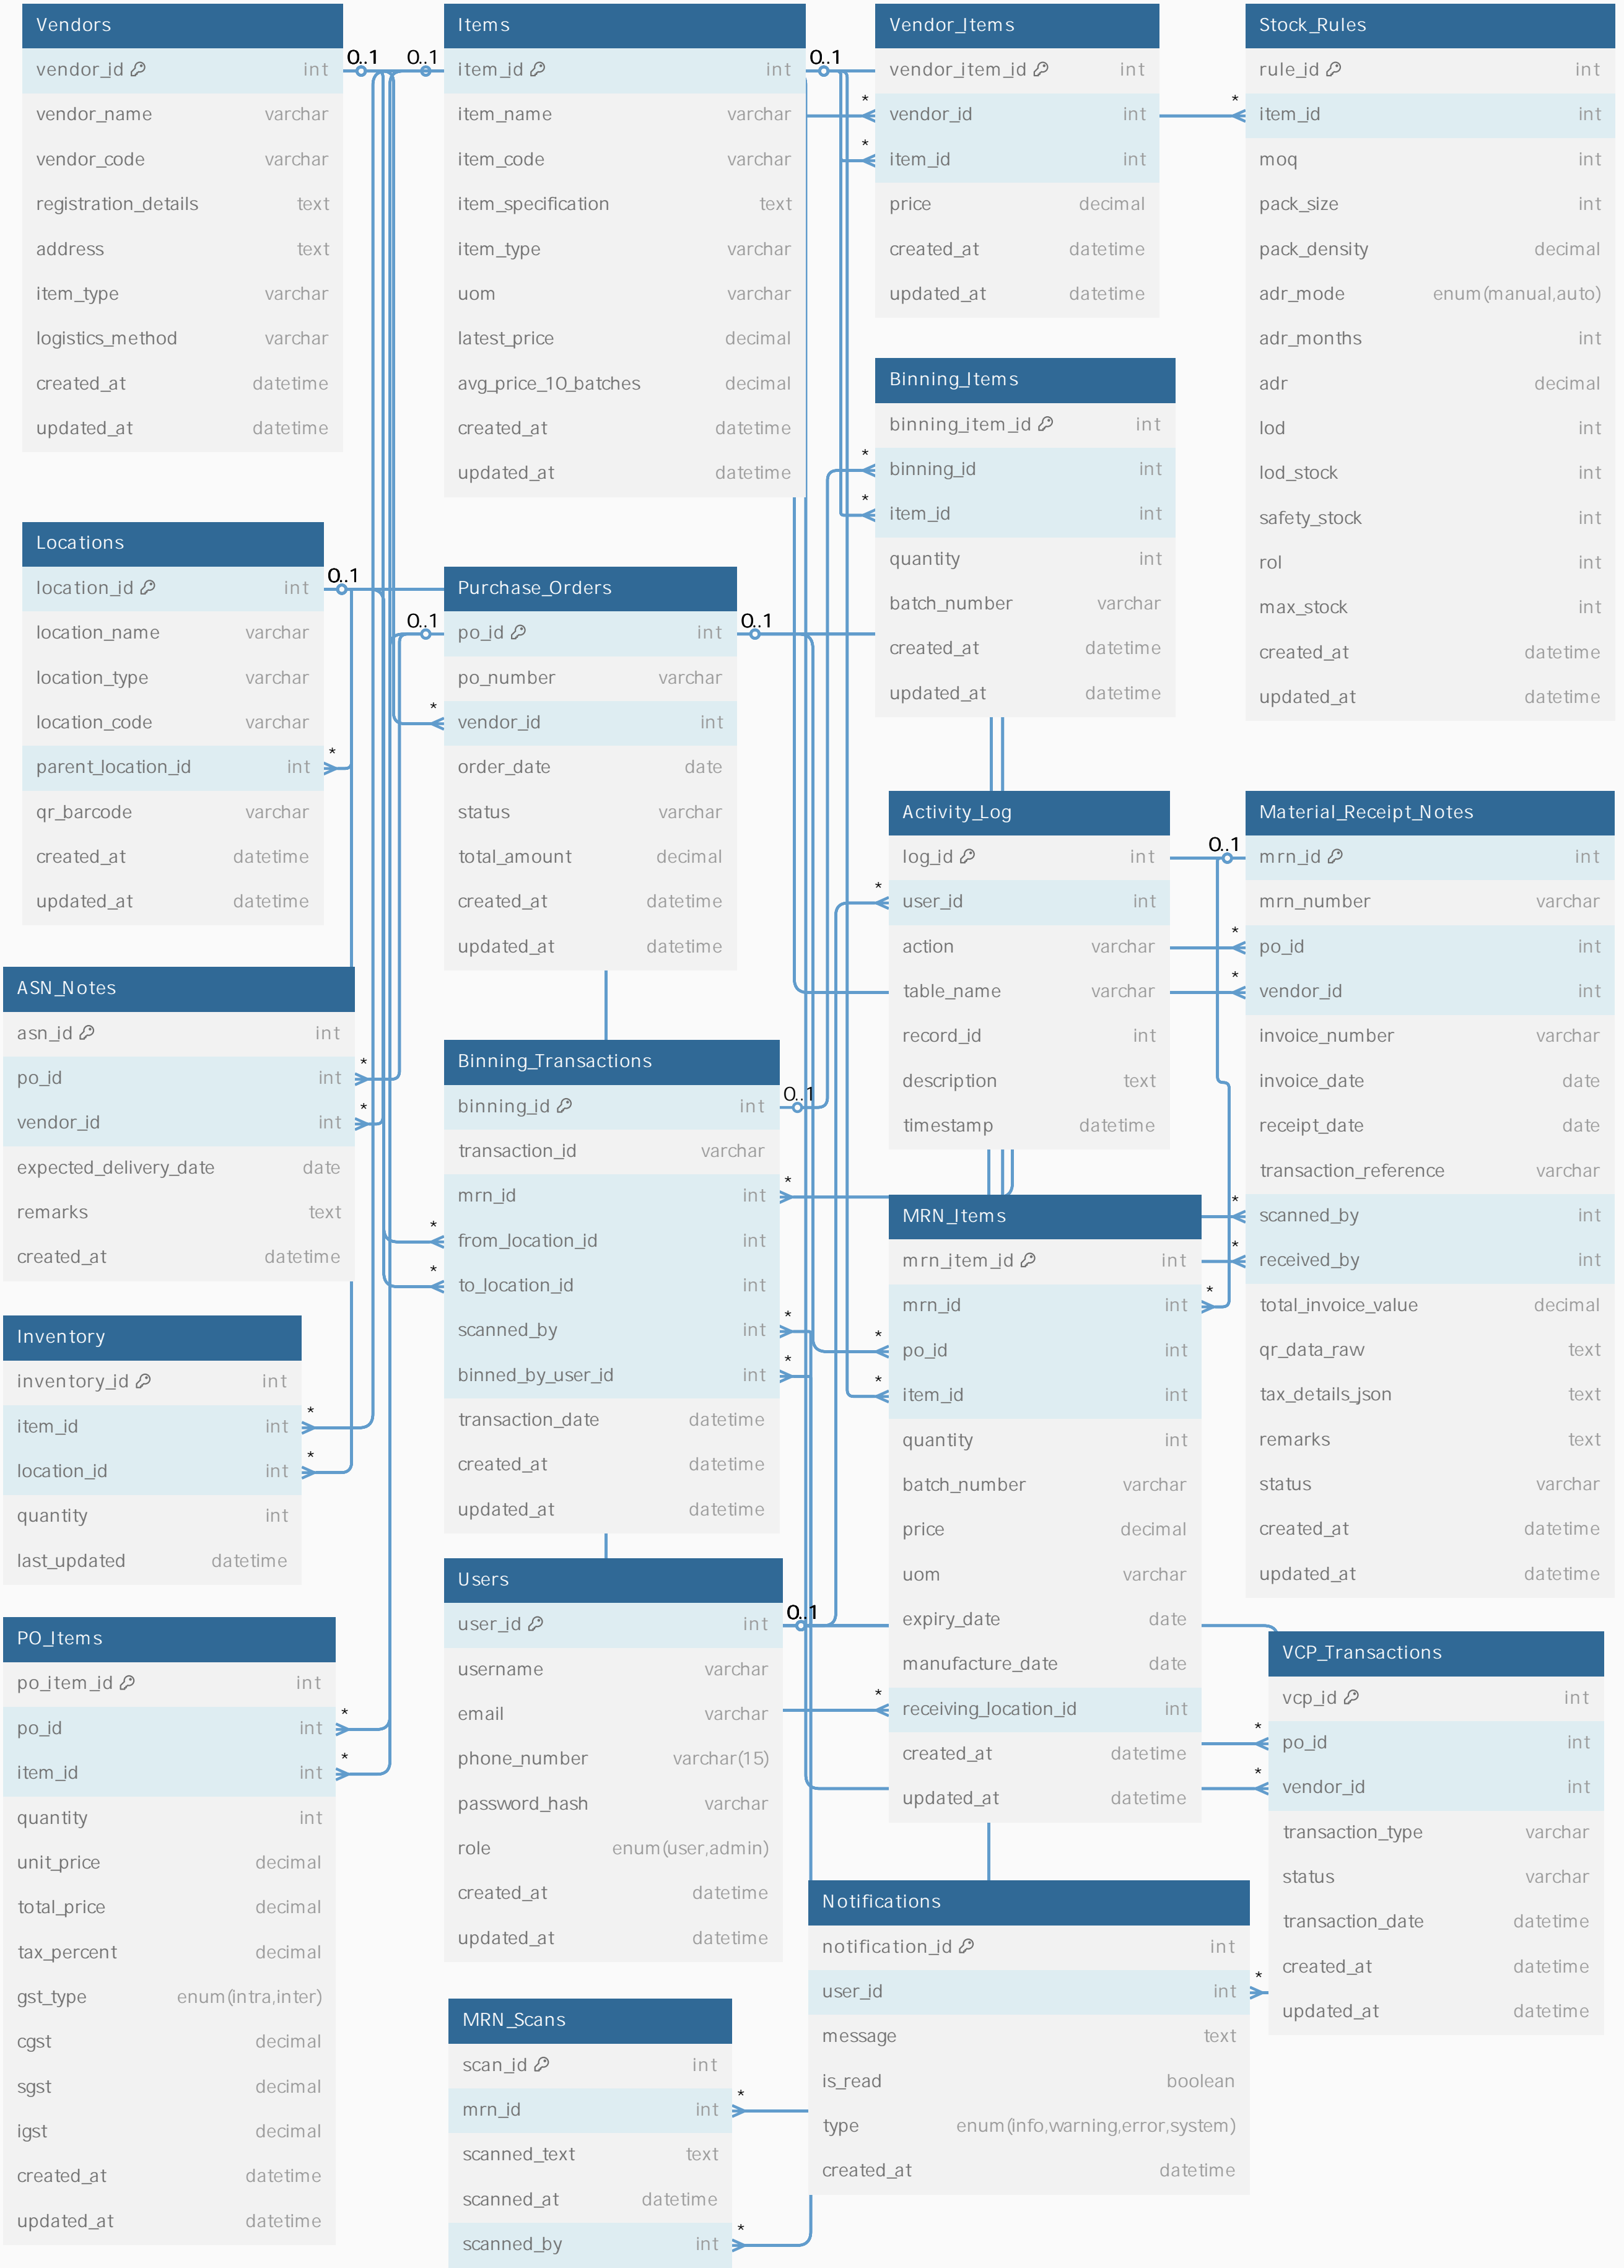 Vendors
vendor_id int
vendor_name varchar
vendor_code varchar
registration_details text
address text
item_type varchar
logistics_method varchar
created_at datetime
updated_at datetime
0..1
0..1
Items
item_id int
item_name varchar
item_code varchar
item_specification text
item_type varchar
uom varchar
latest_price decimal
avg_price_10_batches decimal
created_at datetime
updated_at datetime
0..1
*
*
Vendor_Items
vendor_item_id int
vendor_id int
item_id int
price decimal
created_at datetime
updated_at datetime
*
Stock_Rules
rule_id int
item_id int
moq int
pack_size int
pack_density decimal
adr_mode enum(manual,auto)
adr_months int
adr decimal
lod int
lod_stock int
safety_stock int
rol int
max_stock int
created_at datetime
updated_at datetime
*
*
Binning_Items
binning_item_id int
binning_id int
item_id int
quantity int
batch_number varchar
created_at datetime
updated_at datetime
Locations
location_id int
location_name varchar
location_type varchar
location_code varchar
parent_location_id int
qr_barcode varchar
created_at datetime
updated_at datetime
0..1
*
0..1
*
Purchase_Orders
po_id int
po_number varchar
vendor_id int
order_date date
status varchar
total_amount decimal
created_at datetime
updated_at datetime
0..1
*
Activity_Log
log_id int
user_id int
action varchar
table_name varchar
record_id int
description text
timestamp datetime
0..1
*
*
*
*
Material_Receipt_Notes
mrn_id int
mrn_number varchar
po_id int
vendor_id int
invoice_number varchar
invoice_date date
receipt_date date
transaction_reference varchar
scanned_by int
received_by int
total_invoice_value decimal
qr_data_raw text
tax_details_json text
remarks text
status varchar
created_at datetime
updated_at datetime
ASN_Notes
asn_id int
po_id int
vendor_id int
expected_delivery_date date
remarks text
created_at datetime
*
*
*
*
Binning_Transactions
binning_id int
transaction_id varchar
mrn_id int
from_location_id int
to_location_id int
scanned_by int
binned_by_user_id int
transaction_date datetime
created_at datetime
updated_at datetime
0..1
*
*
*
*
*
*
MRN_Items
mrn_item_id int
mrn_id int
po_id int
item_id int
quantity int
batch_number varchar
price decimal
uom varchar
expiry_date date
manufacture_date date
receiving_location_id int
created_at datetime
updated_at datetime
*
Inventory
inventory_id int
item_id int
location_id int
quantity int
last_updated datetime
*
*
Users
user_id int
username varchar
email varchar
phone_number varchar(15)
password_hash varchar
role enum(user,admin)
created_at datetime
updated_at datetime
0..1
PO_Items
po_item_id int
po_id int
item_id int
quantity int
unit_price decimal
total_price decimal
tax_percent decimal
gst_type enum(intra,inter)
cgst decimal
sgst decimal
igst decimal
created_at datetime
updated_at datetime
*
*
*
*
VCP_Transactions
vcp_id int
po_id int
vendor_id int
transaction_type varchar
status varchar
transaction_date datetime
created_at datetime
updated_at datetime
Notifications
notification_id int
user_id int
message text
is_read boolean
type enum(info,warning,error,system)
created_at datetime
*
MRN_Scans
scan_id int
mrn_id int
scanned_text text
scanned_at datetime
scanned_by int
*
*